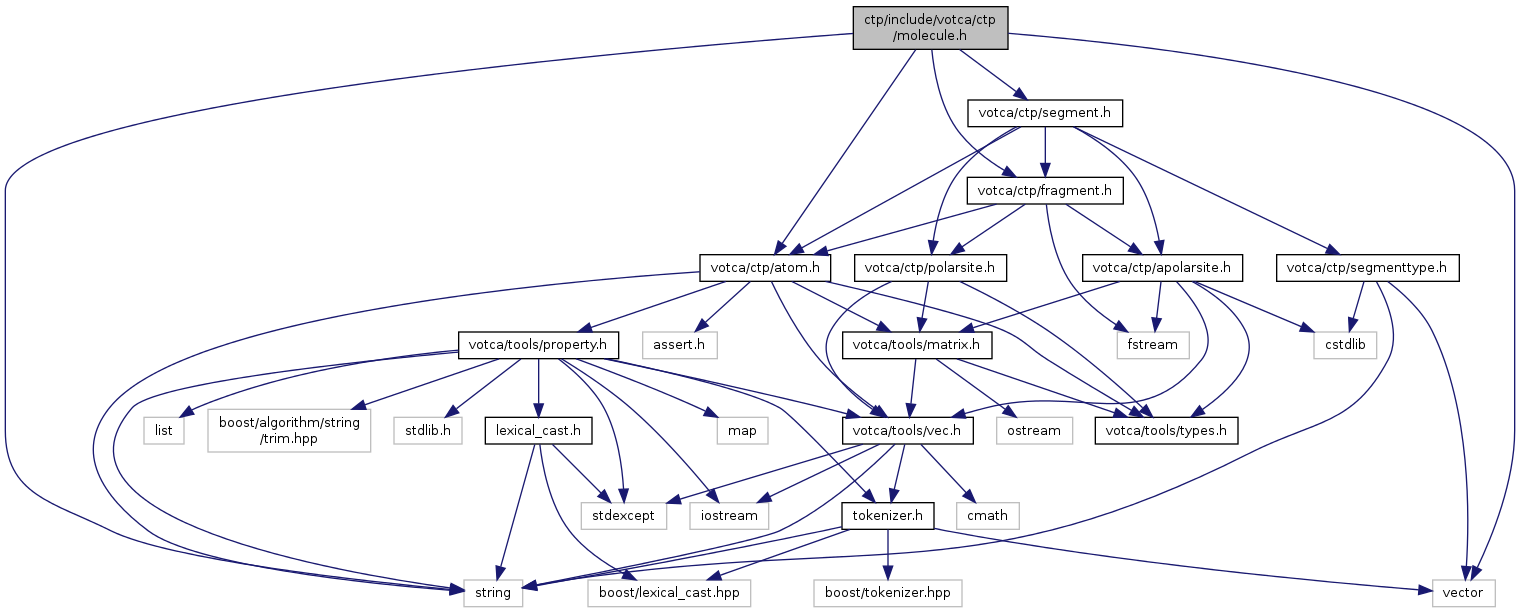 ctp/include/votca/ctp
/molecule.h
votca/ctp/segment.h
votca/ctp/fragment.h
votca/ctp/atom.h
votca/ctp/polarsite.h
votca/ctp/apolarsite.h
votca/ctp/segmenttype.h
votca/tools/property.h
assert.h
votca/tools/matrix.h
fstream
cstdlib
list
boost/algorithm/string
/trim.hpp
stdlib.h
lexical_cast.h
map
votca/tools/vec.h
ostream
votca/tools/types.h
stdexcept
iostream
tokenizer.h
cmath
string
boost/lexical_cast.hpp
boost/tokenizer.hpp
vector